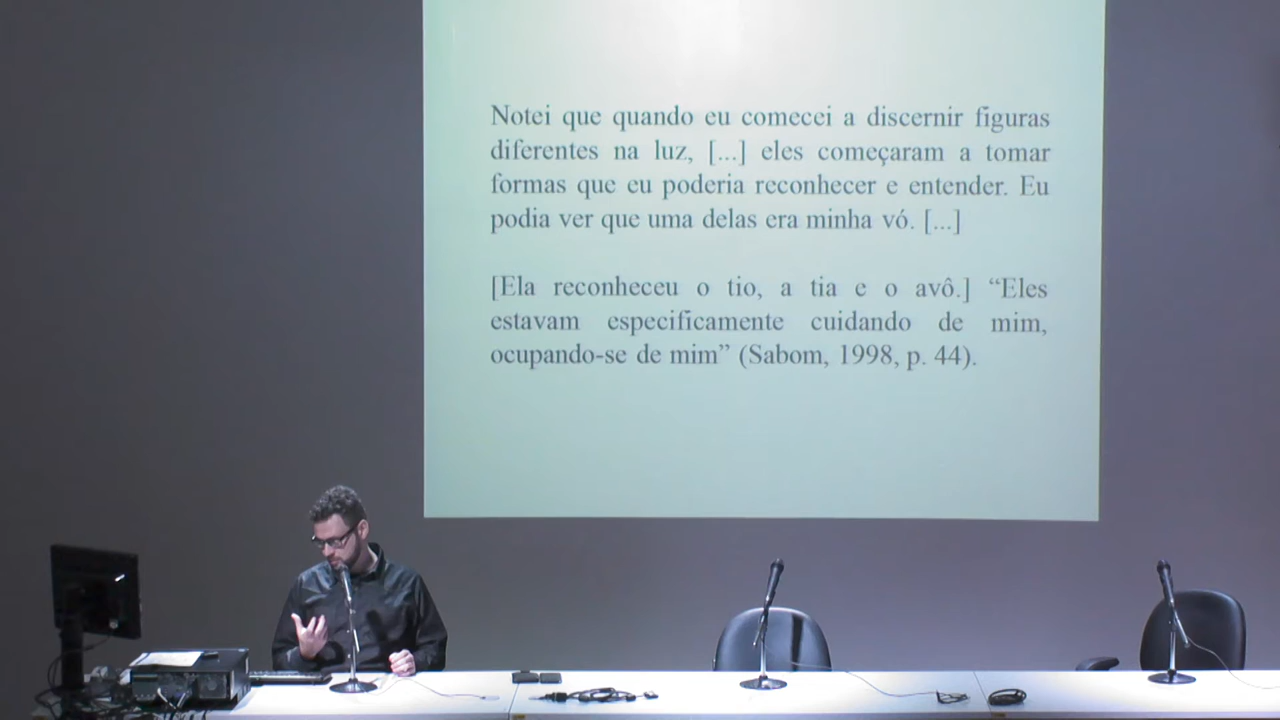 Notei que quando eu comecei a discernir figuras
diferentes na luz, [...] eles começaram a tomar
formas que eu poderia reconhecer e entender. Eu
podia ver que uma delas era minha vó. [...]
[Ela reconheceu o tio, a tia e o avô.] “Eles
estavam especificamente cuidando de mim,
ocupando-se de mim” (Sabom, 1998, p. 44).